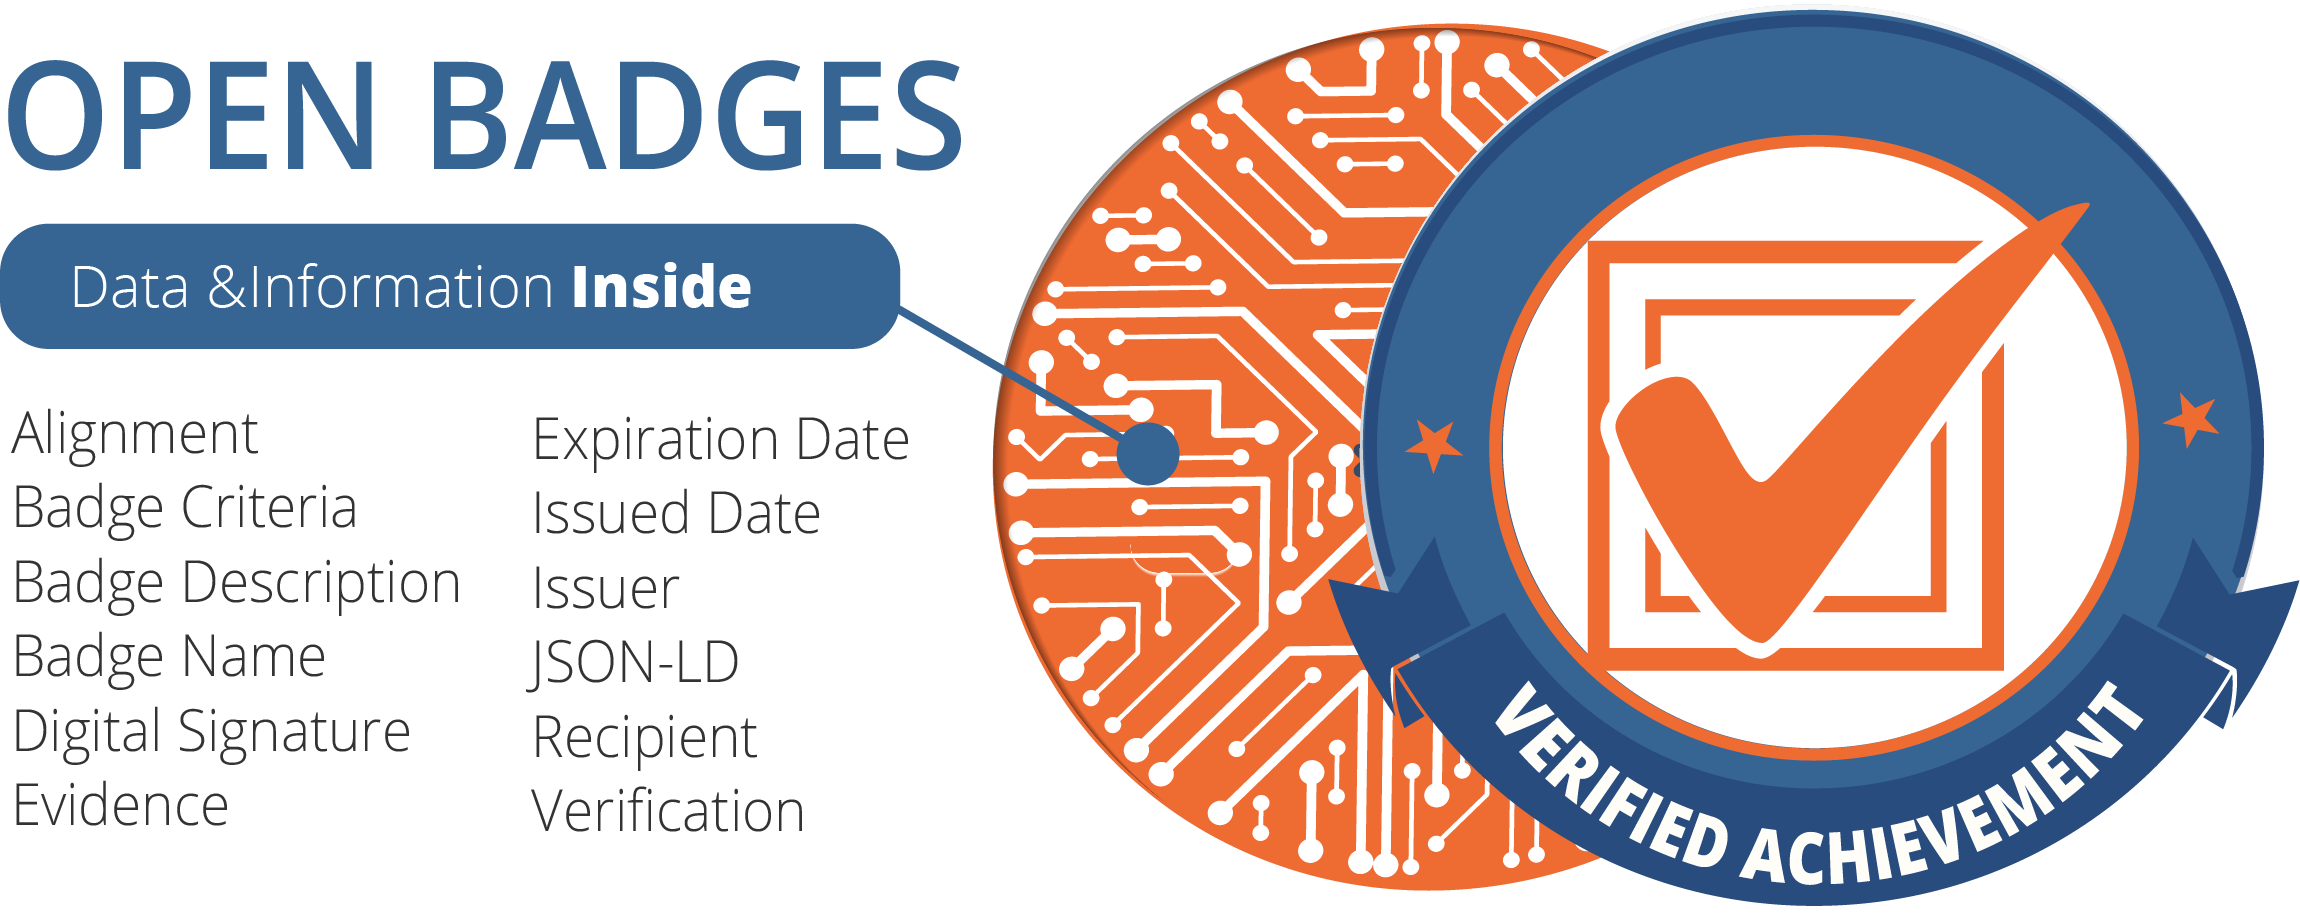 OPEN BADGES
Data &Information Inside
Alignment
Badge Criteria
Badge Description
Badge Name
Digital Signature
Evidence
Expiration Date
Issued Date
Issuer
JSON-LD
Recipient
Verification
VERIFIED ACHIEVEMENT